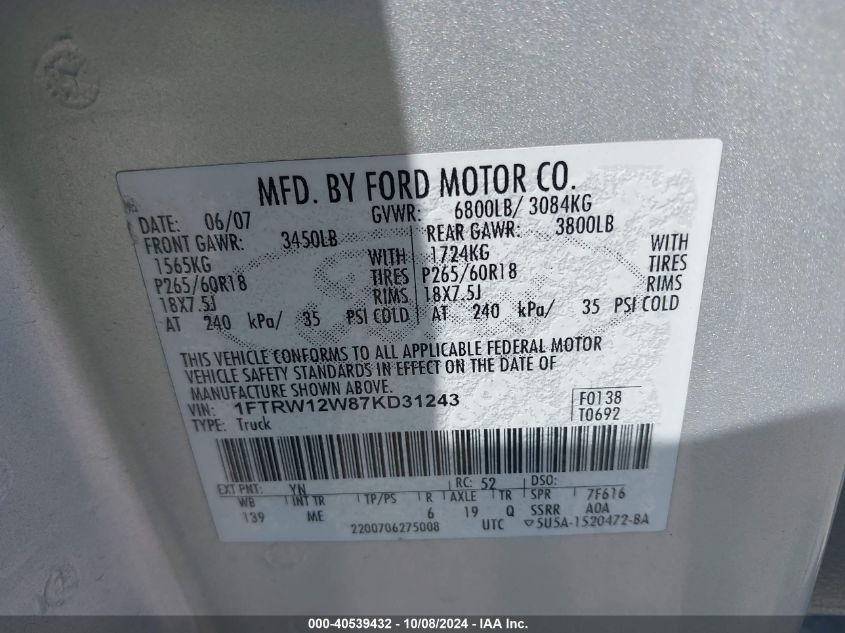 MFD. BY FORD MOTOR CO.
DATE: 06/07 GVWR: 6800LB/ 3084KG
FRONT GAWR: 3450LB REAR GAWR: 3800LB
1565KG WITH 1724KG WITH
P265/60R18 TIRES P265/60R18 TIRES
18X7.5J RIMS 18X7.5J RIMS
AT 240 kPa/ 35 PSI COLD AT 240 kPa/ 35 PSI COLD
THIS VEHICLE CONFORMS TO ALL APPLICABLE FEDERAL MOTOR
VEHICLE SAFETY STANDARDS IN EFFECT ON THE DATE OF
MANUFACTURE SHOWN ABOVE.
VIN: 1FTRW12W87KD31243 F0138
TYPE: Truck T0692
EXT PNT: YN RC: 52 DSO:
WB INT TR TP/PS R AXLE TR SPR 7F616
139 ME 6 19 Q SSRR AOA
2200706275008 UTC ▽5U5A-1520472-BA
000-40539432 - 10/08/2024 - IAA Inc.